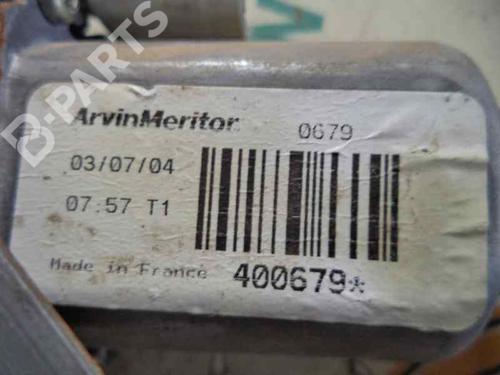 B-PARTS
ArvinMeritor 0679
03/07/04
07.57 T1
Made in France 400679*